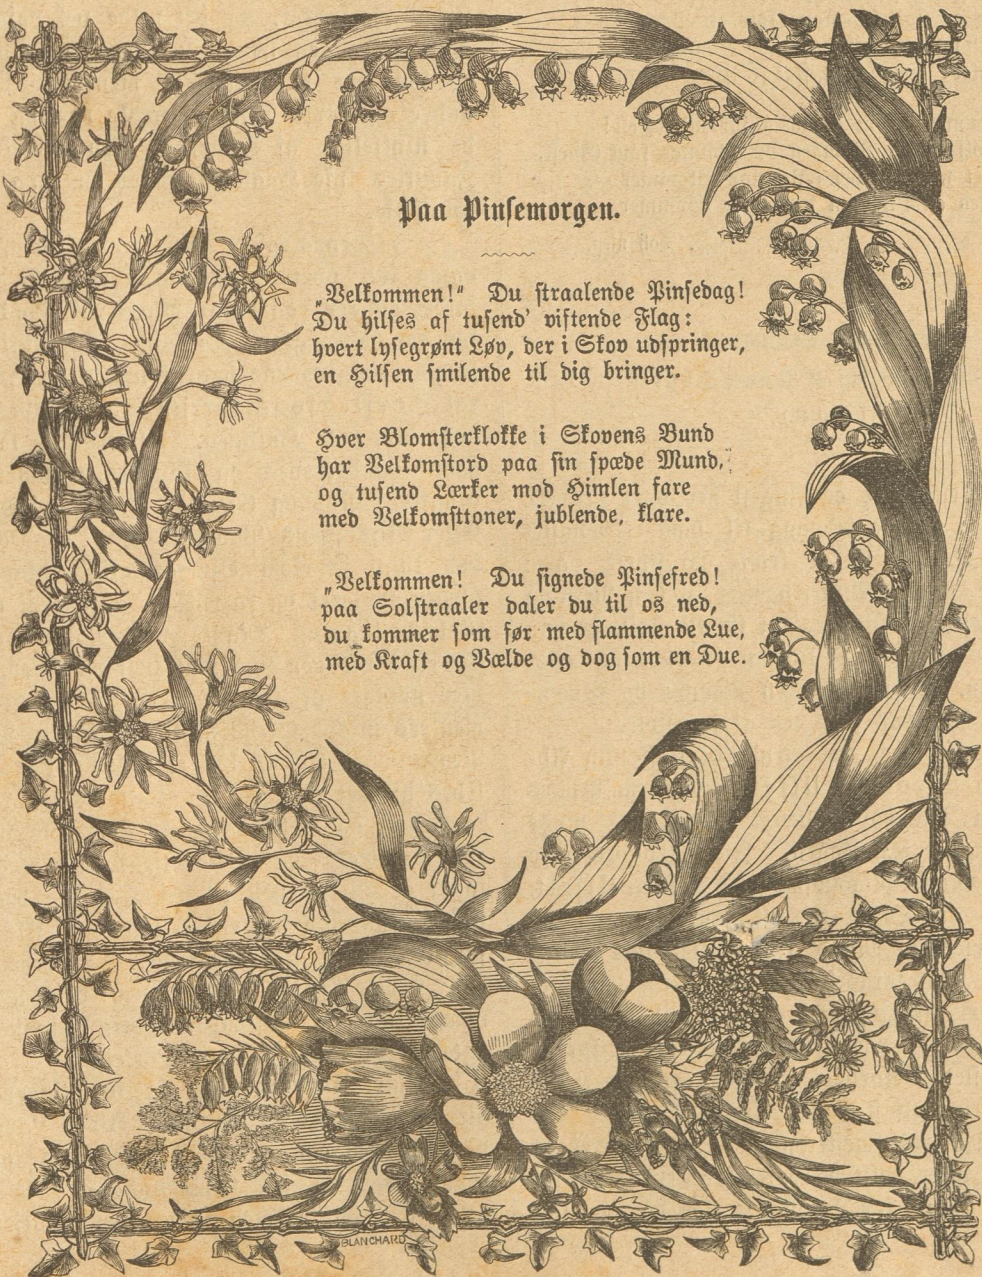 Paa Pinsemorgen.
„Velkommen!“ Du straalende Pinsedag!
Du hilses af tusend' viftende Flag:
hvert lysegrønt Løv, der i Skov udspringer,
en Hilsen smilende til dig bringer.
Hver Blomsterklokke i Skovens Bund
har Velkomstord paa sin spæde Mund,
og tusend Lærker mod Himlen fare
med Velkomsttoner, jublende, klare.
„Velkommen! Du signede Pinsefred!
paa Solstraaler daler du til os ned,
du kommer som før med flammende Lue,
med Kraft og Vælde og dog som en Due.
BLANCHARD